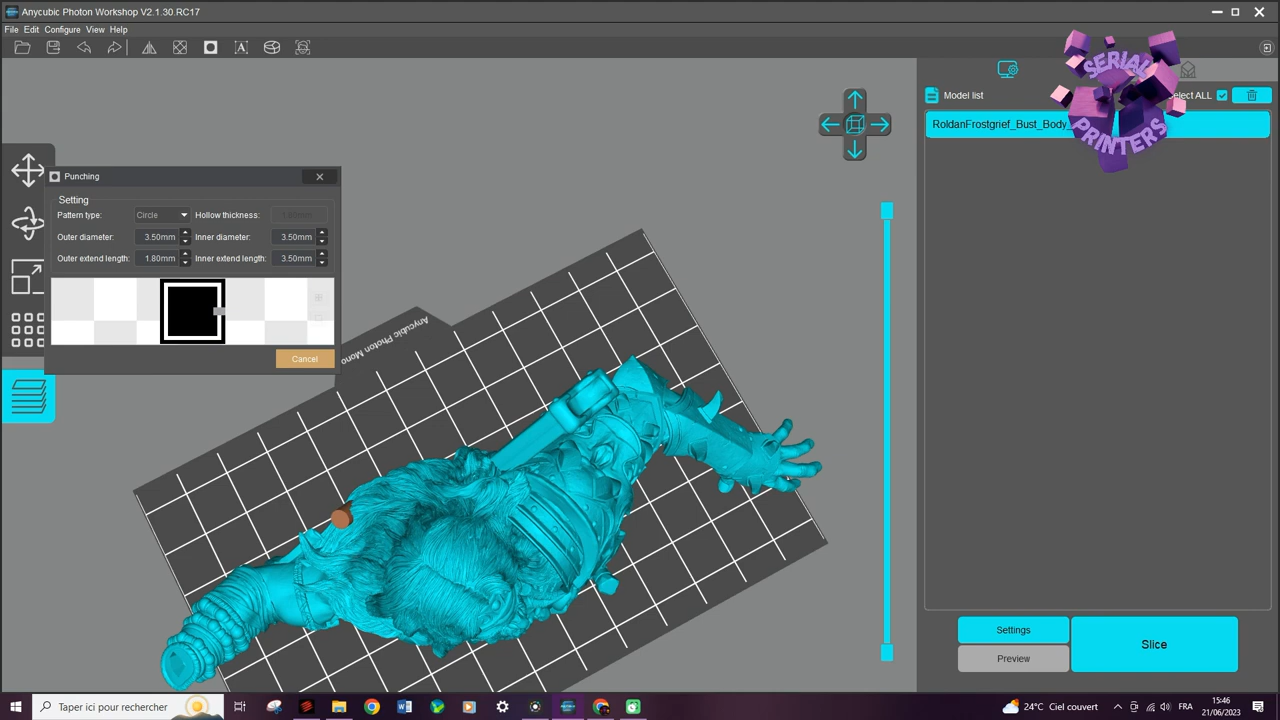 Anycubic Photon Workshop V2.1.30 RC17
File Edit Configure View Help
SERIAL
PRINTERS
Model list
elect ALL
RoldanFrostgrief_Bust_Body_
Punching
Setting
Pattern type: Circle Hollow thickness:
Outer diameter: 3.50mm Inner diameter: 3.50mm
Outer extend length: 1.80mm Inner extend length: 3.50mm
Cancel
Anycubic Photon Mono
Settings
Slice
Preview
Taper ici pour rechercher
24°C Ciel couvert
15:46
21/06/2023